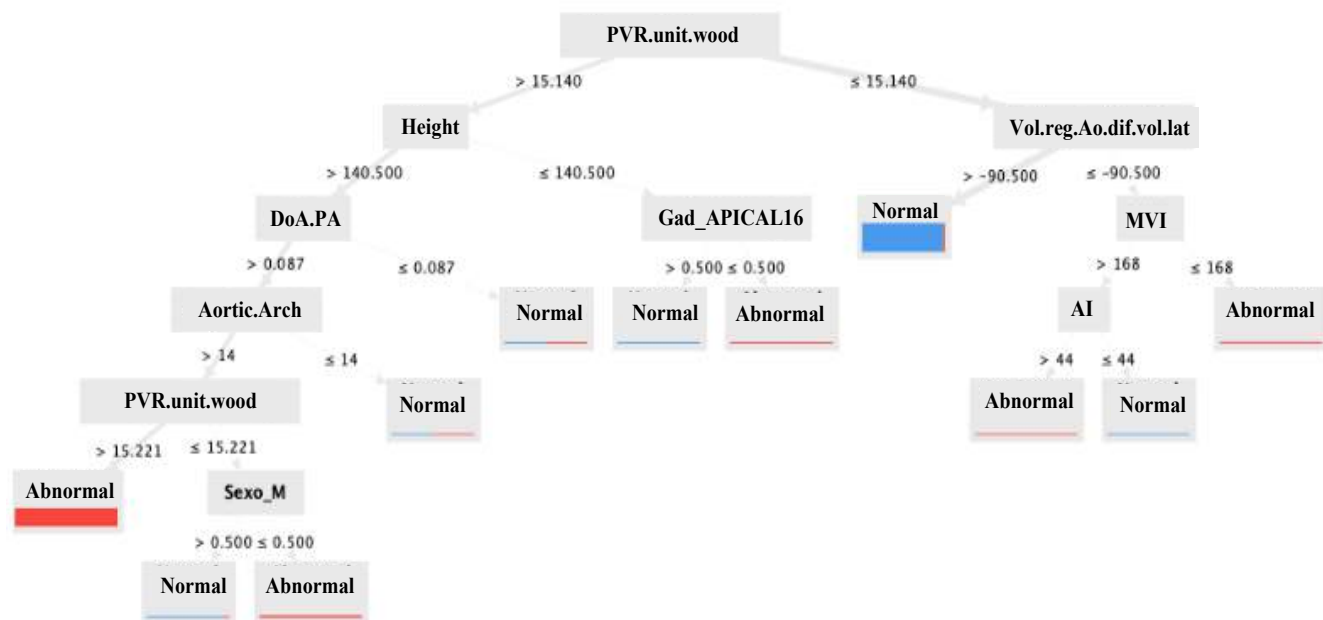 PVR.unit.wood
> 15.140
≤ 15.140
Height
Vol.reg.Ao.dif.vol.lat
> 140.500
≤ 140.500
> -90.500
≤ -90.500
DoA.PA
Gad_APICAL16
Normal
MVI
> 0.087
≤ 0.087
> 0.500 ≤ 0.500
> 168
≤ 168
Aortic.Arch
Normal
Normal
Abnormal
AI
Abnormal
> 14
≤ 14
> 44
≤ 44
PVR.unit.wood
Normal
Abnormal
Normal
> 15.221
≤ 15.221
Abnormal
Sexo_M
> 0.500 ≤ 0.500
Normal
Abnormal